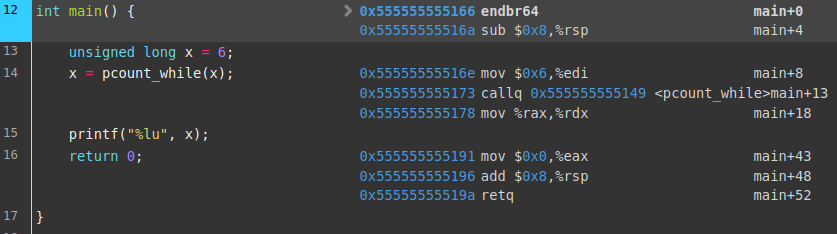 12 int main() { 0x555555555166 endbr64 main+0
0x55555555516a sub $0x8,%rsp main+4
13 unsigned long x = 6;
14 x = pcount_while(x); 0x55555555516e mov $0x6,%edi main+8
0x555555555173 callq 0x555555555149 <pcount_while>main+13
0x555555555178 mov %rax,%rdx main+18
15 printf("%lu", x);
16 return 0; 0x555555555191 mov $0x0,%eax main+43
0x555555555196 add $0x8,%rsp main+48
0x55555555519a retq main+52
17 }